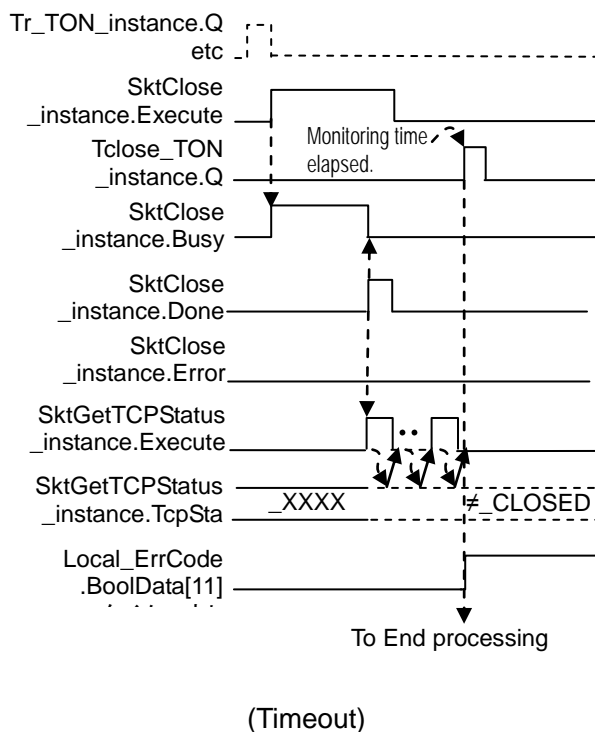 Tr_TON_instance.Q
etc
SktClose
_instance.Execute
Monitoring time
elapsed.
Tclose_TON
_instance.Q
SktClose
_instance.Busy
SktClose
_instance.Done
SktClose
_instance.Error
SktGetTCPStatus
_instance.Execute
SktGetTCPStatus
_instance.TcpSta
_XXXX
≠_CLOSED
Local_ErrCode
.BoolData[11]
To End processing
(Timeout)